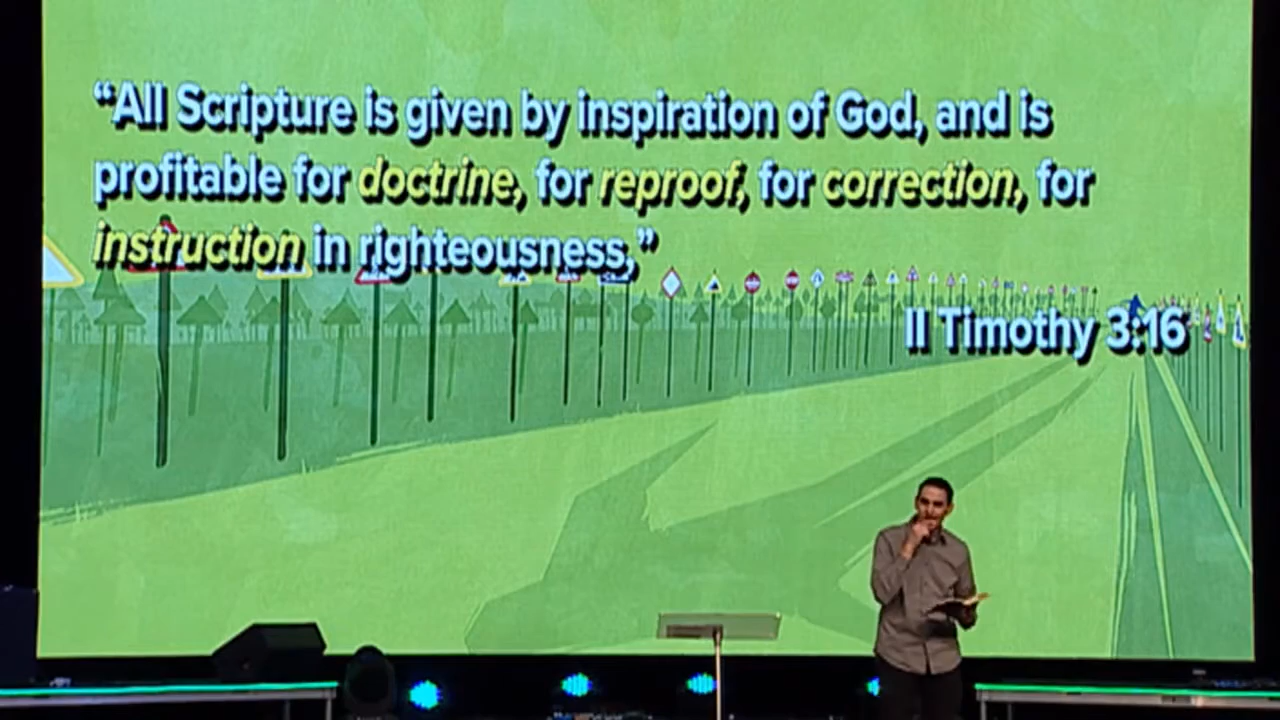 “All Scripture is given by inspiration of God, and is
profitable for doctrine, for reproof, for correction, for
instruction in righteousness,”
II Timothy 3:16